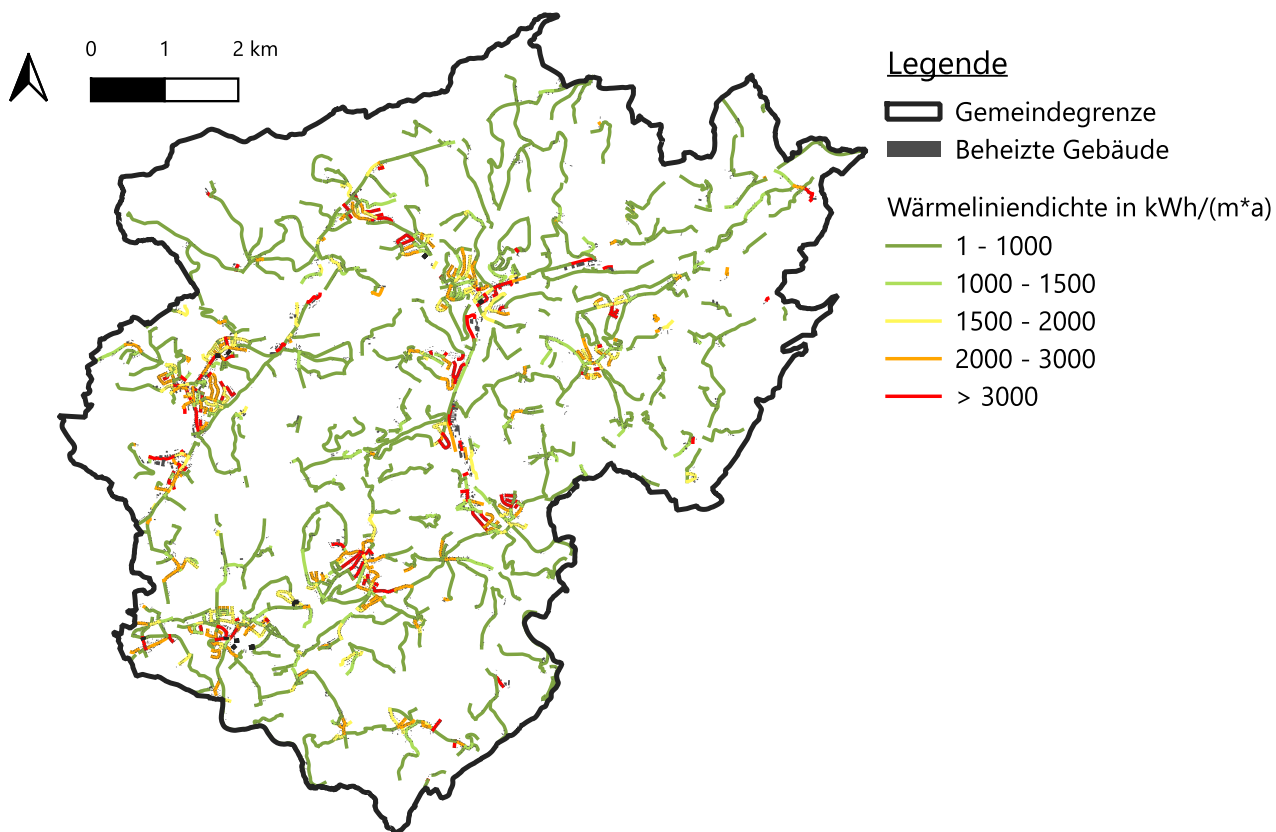 0 1 2 km
Legende
Gemeindegrenze
Beheizte Gebäude
Wärmeliniendichte in kWh/(m*a)
1 - 1000
1000 - 1500
1500 - 2000
2000 - 3000
> 3000